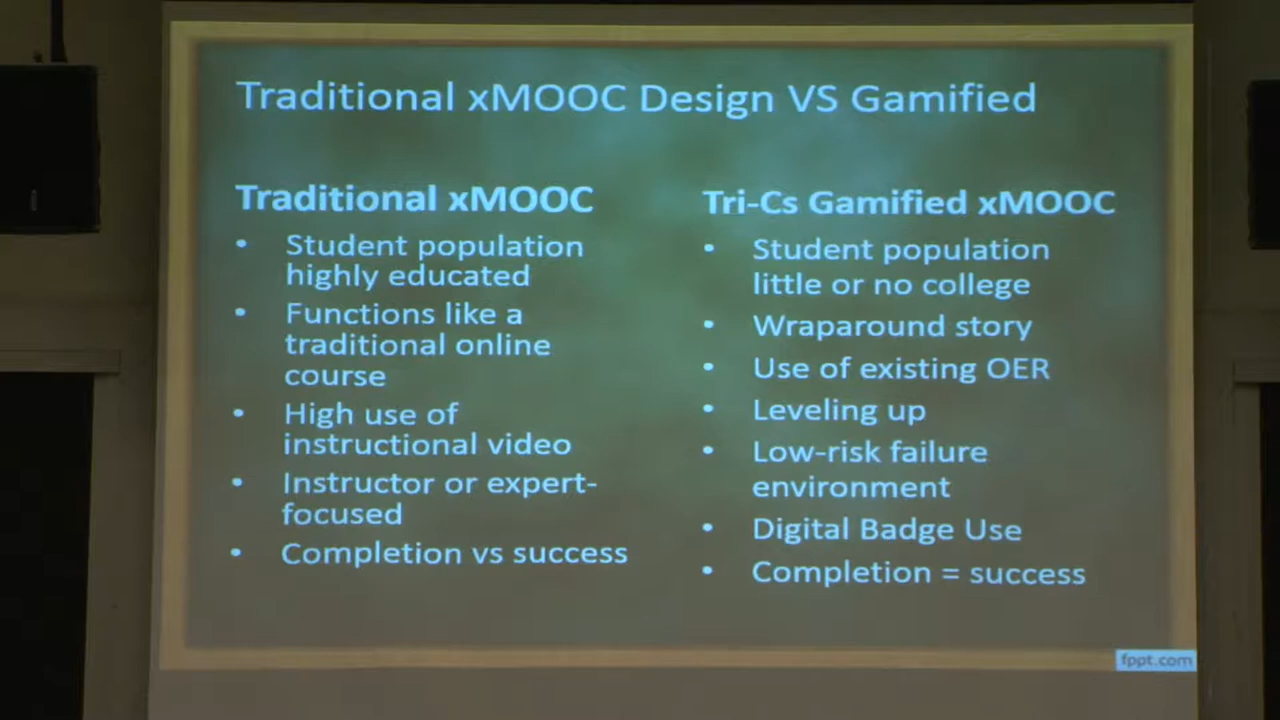 Traditional xMOOC Design VS Gamified
Traditional xMOOC
• Student population
highly educated
• Functions like a
traditional online
course
• High use of
instructional video
• Instructor or expert-
focused
• Completion vs success
Tri-Cs Gamified xMOOC
• Student population
little or no college
• Wraparound story
• Use of existing OER
• Leveling up
• Low-risk failure
environment
• Digital Badge Use
• Completion = success
fppt.com